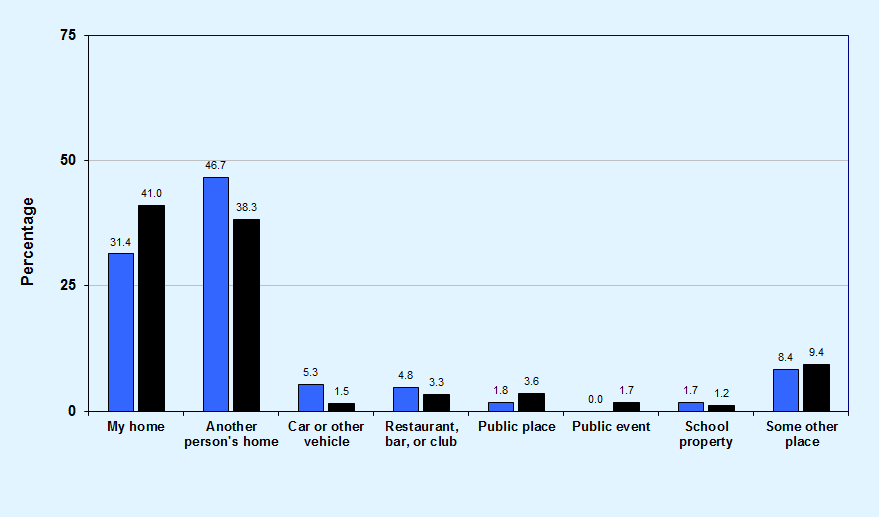 75
50
25
0
Percentage
31.4
41.0
46.7
38.3
5.3
1.5
4.8
3.3
1.8
3.6
0.0
1.7
1.7
1.2
8.4
9.4
My home
Another
person's home
Car or other
vehicle
Restaurant,
bar, or club
Public place
Public event
School
property
Some other
place